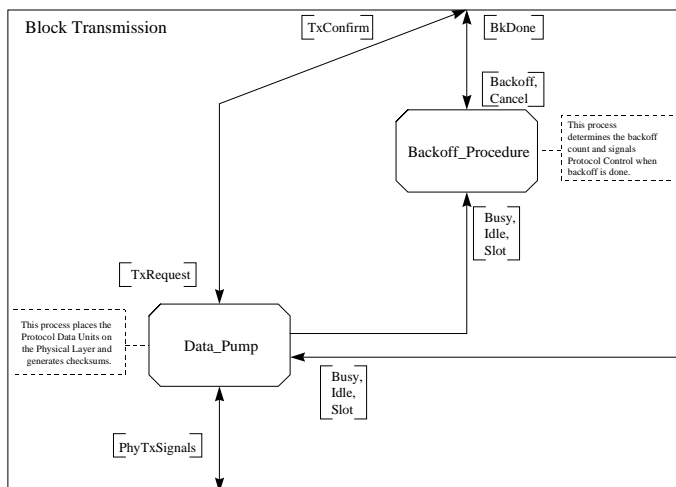 Block Transmission
TxConfirm
BkDone
Backoff,
Cancel
Backoff_Procedure
This process
determines the backoff
count and signals
Protocol Control when
backoff is done.
Busy,
Idle,
Slot
TxRequest
This process places the
Protocol Data Units on
the Physical Layer and
generates checksums.
Data_Pump
Busy,
Idle,
Slot
PhyTxSignals